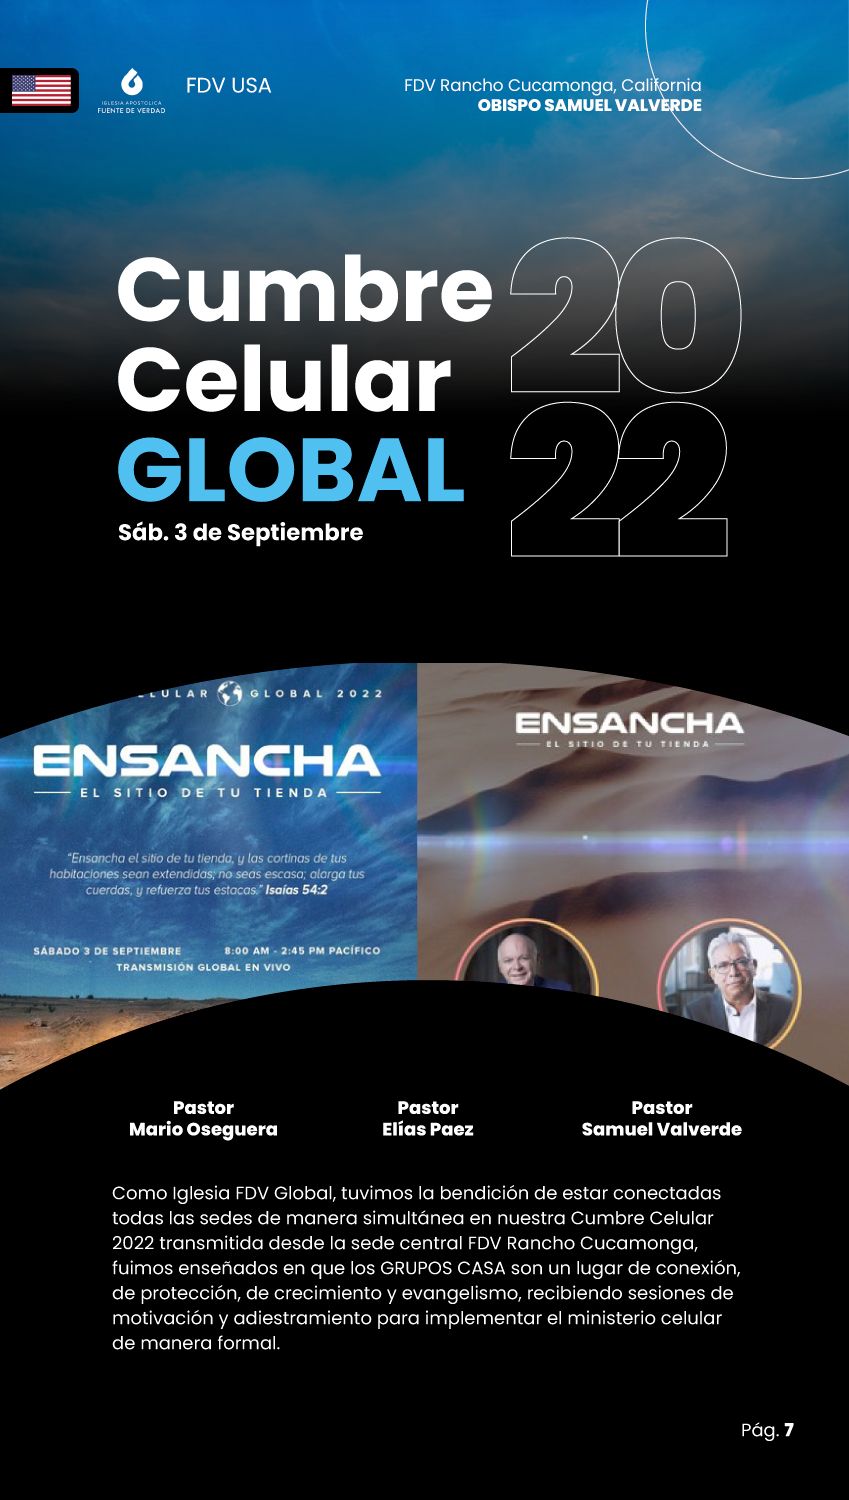 IGLESIA APOSTOLICA
FUENTE DE VERDAD
FDV USA
FDV Rancho Cucamonga, California
OBISPO SAMUEL VALVERDE
Cumbre
Celular
GLOBAL
2022
Sáb. 3 de Septiembre
LULAR GLOBAL 2022
ENSANCHA
EL SITIO DE TU TIENDA
"Ensancha el sitio de tu tienda, y las cortinas de tus
habitaciones sean extendidas; no seas escasa; alarga tus
cuerdas, y refuerza tus estacas." Isaías 54:2
SÁBADO 3 DE SEPTIEMBRE 8:00 AM - 2:45 PM PACÍFICO
TRANSMISIÓN GLOBAL EN VIVO
ENSANCHA
EL SITIO DE TU TIENDA
Pastor
Mario Oseguera
Pastor
Elías Paez
Pastor
Samuel Valverde
Como Iglesia FDV Global, tuvimos la bendición de estar conectadas
todas las sedes de manera simultánea en nuestra Cumbre Celular
2022 transmitida desde la sede central FDV Rancho Cucamonga,
fuimos enseñados en que los GRUPOS CASA son un lugar de conexión,
de protección, de crecimiento y evangelismo, recibiendo sesiones de
motivación y adiestramiento para implementar el ministerio celular
de manera formal.
Pág. 7